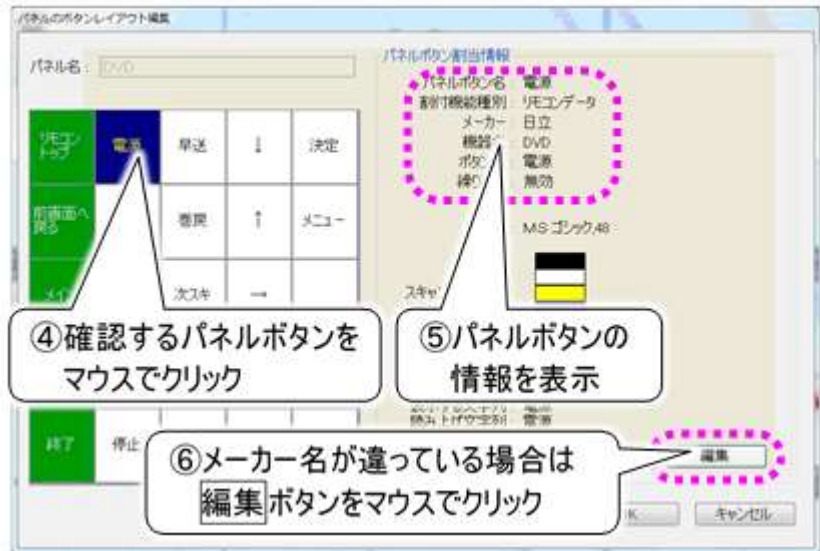 パネルのボタンレイアウト編集
パネル名: DVD
パネルボタン割当情報
パネルボタン名 電源
割付機能種別 リモコンデータ
メーカー 日立
DVD
電源
無効
MS ゴシック,48
リモコントップ
電源
早送
↓
決定
前画面へ戻る
巻戻
↑
メニュー
次スキ
→
④確認するパネルボタンを
マウスでクリック
⑤パネルボタンの
情報を表示
終了
停止
電源
⑥メーカー名が違っている場合は
編集ボタンをマウスでクリック
編集
キャンセル